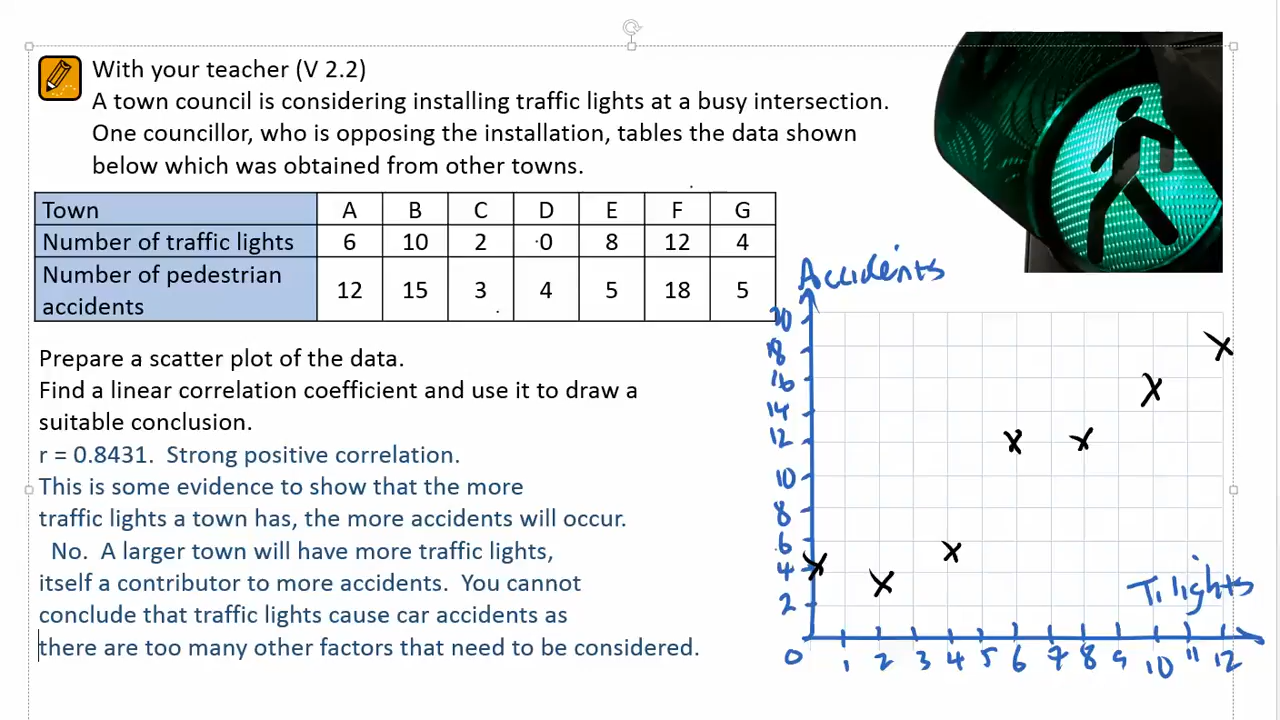 With your teacher (V 2.2)
A town council is considering installing traffic lights at a busy intersection.
One councillor, who is opposing the installation, tables the data shown
below which was obtained from other towns.
Town A B C D E F G
Number of traffic lights 6 10 2 0 8 12 4
Number of pedestrian
accidents 12 15 3 4 5 18 5
Prepare a scatter plot of the data.
Find a linear correlation coefficient and use it to draw a
suitable conclusion.
r = 0.8431. Strong positive correlation.
This is some evidence to show that the more
traffic lights a town has, the more accidents will occur.
No. A larger town will have more traffic lights,
itself a contributor to more accidents. You cannot
conclude that traffic lights cause car accidents as
there are too many other factors that need to be considered.
Accidents
20
18
16
14
12
10
8
6
4
2
T. lights
0 1 2 3 4 5 6 7 8 9 10 11 12